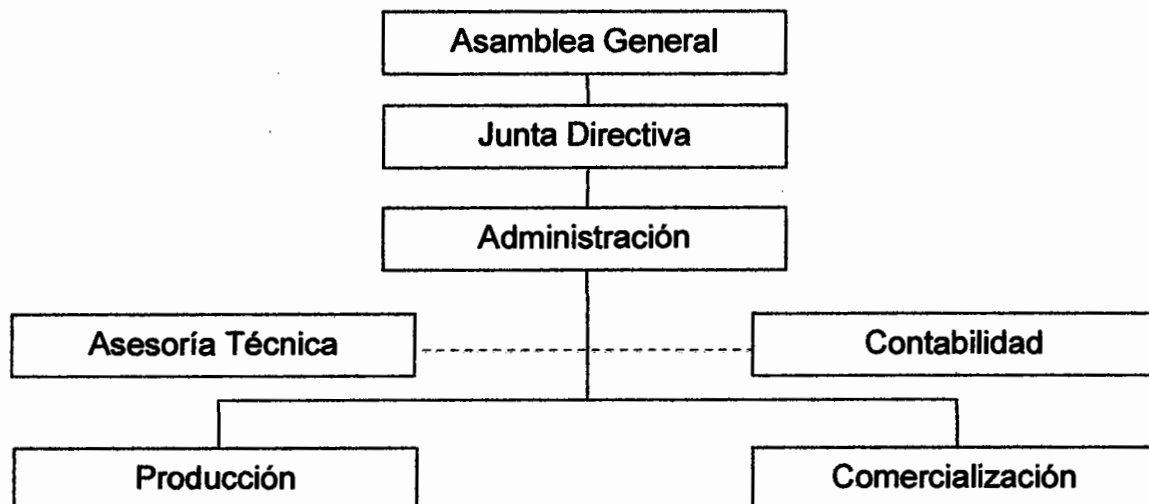 Asamblea General
Junta Directiva
Administración
Asesoría Técnica
Contabilidad
Producción
Comercialización